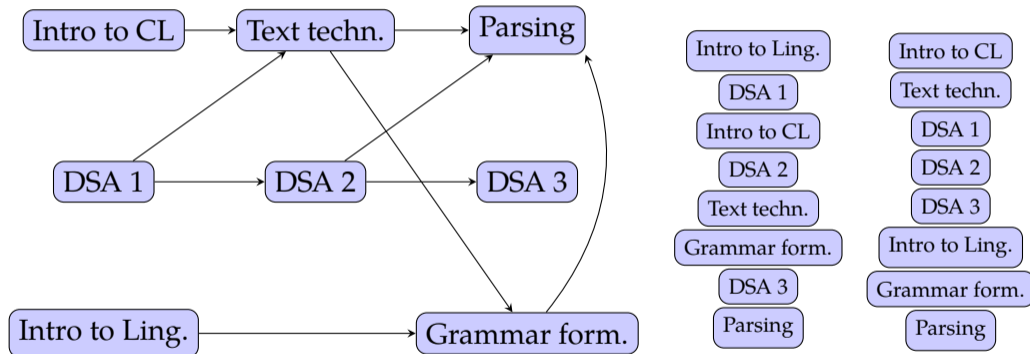 Intro to CL
Text techn.
Parsing
DSA 1
DSA 2
DSA 3
Intro to Ling.
Grammar form.
Intro to Ling.
DSA 1
Intro to CL
DSA 2
Text techn.
Grammar form.
DSA 3
Parsing
Intro to CL
Text techn.
DSA 1
DSA 2
DSA 3
Intro to Ling.
Grammar form.
Parsing